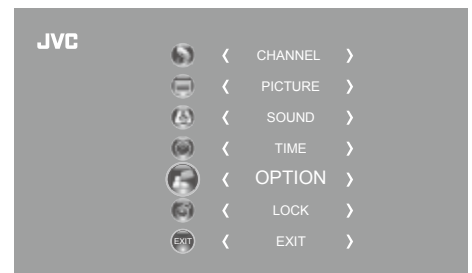 JVC
CHANNEL
PICTURE
SOUND
TIME
OPTION
LOCK
EXIT EXIT